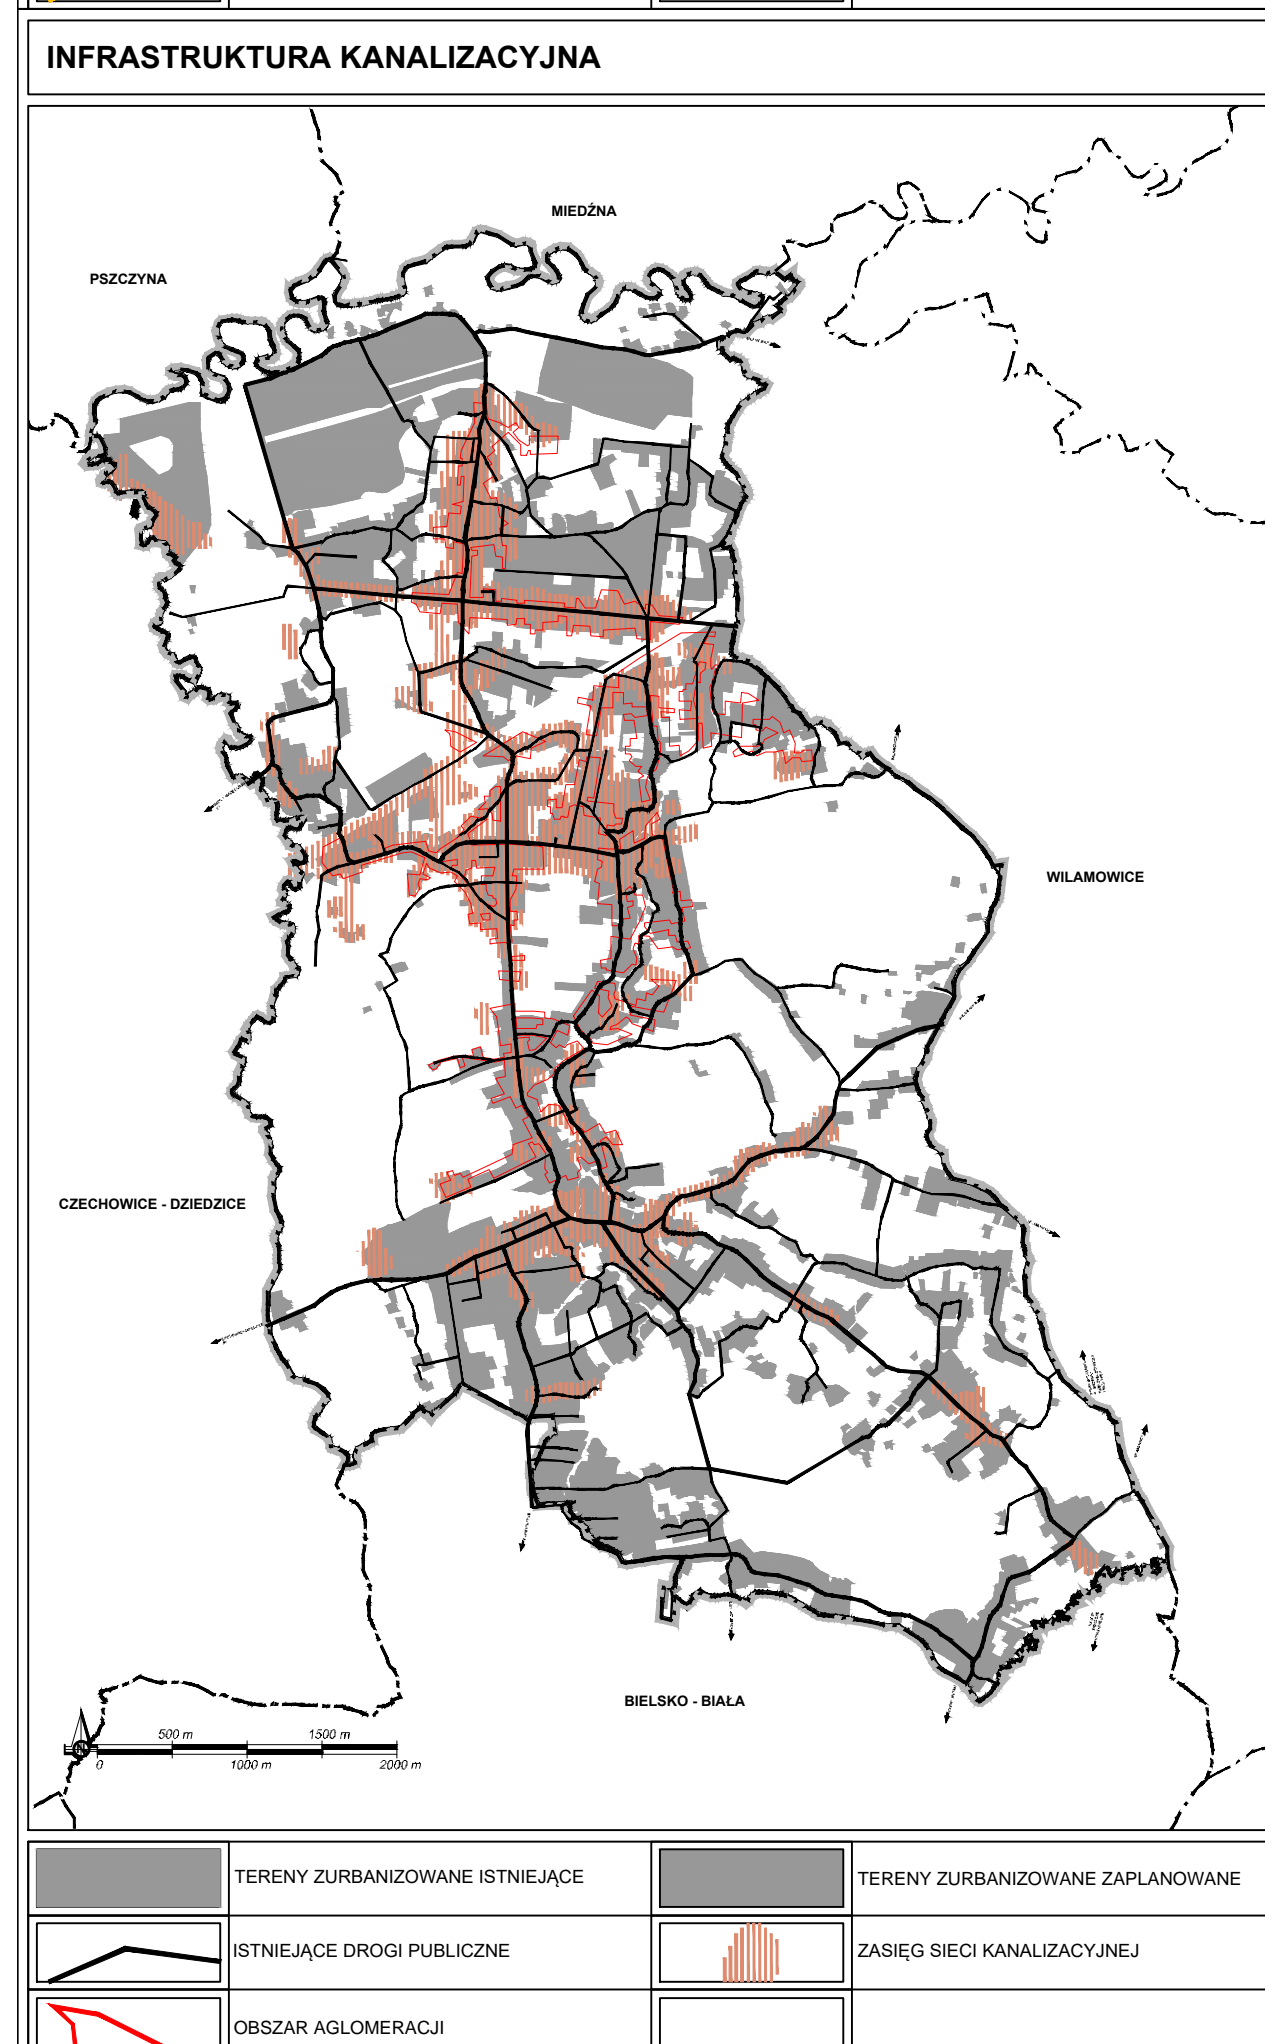 INFRASTRUKTURA KANALIZACYJNA
MIEDŹNA
PSZCZYNA
WILAMOWICE
CZECHOWICE - DZIEDZICE
BIELSKO - BIAŁA
500 m
1500 m
0
1000 m
2000 m
N
TERENY ZURBANIZOWANE ISTNIEJĄCE
TERENY ZURBANIZOWANE ZAPLANOWANE
ISTNIEJĄCE DROGI PUBLICZNE
ZASIĘG SIECI KANALIZACYJNEJ
OBSZAR AGLOMERACJI